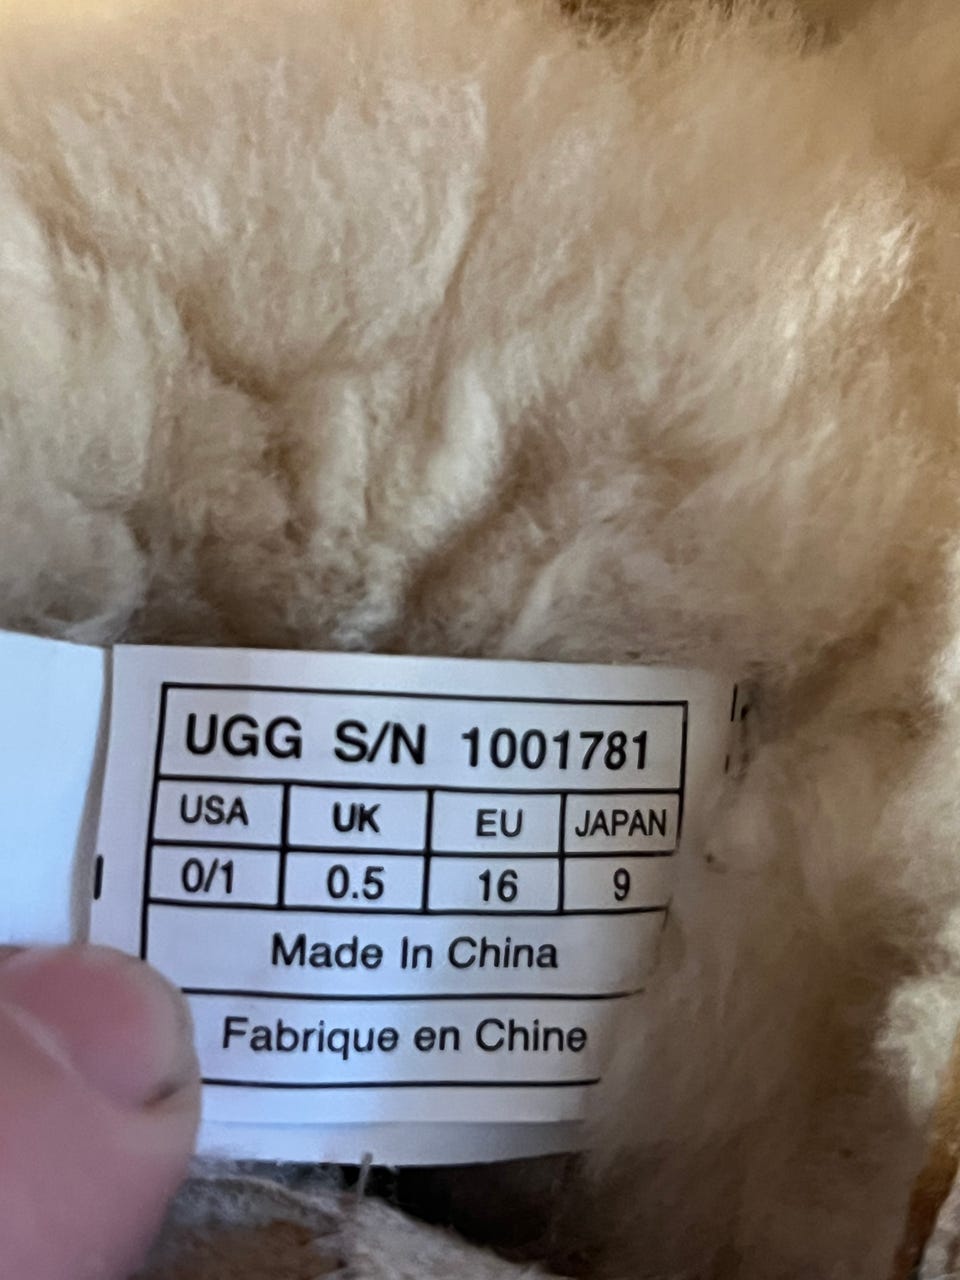 UGG S/N 1001781
USA UK EU JAPAN
0/1 0.5 16 9
Made In China
Fabrique en Chine